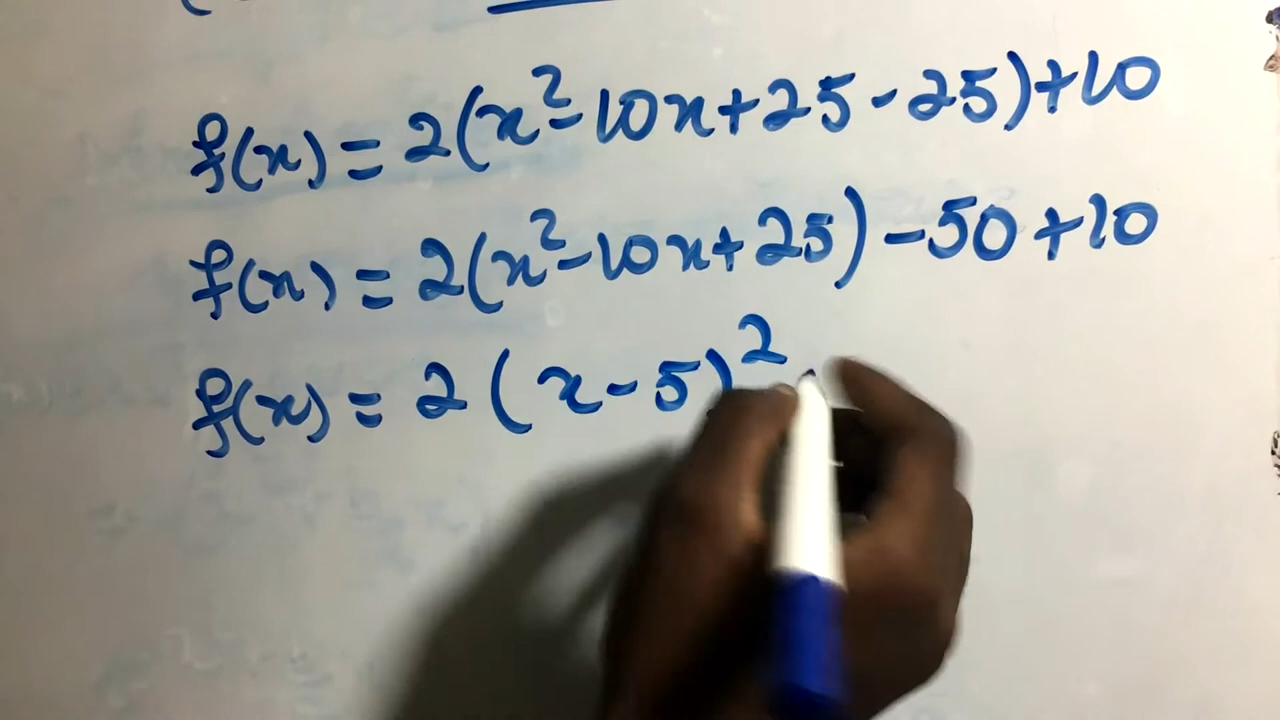 f(x) = 2(x²-10x+25-25)+10
f(x) = 2(x²-10x+25)-50+10
f(x) = 2(x-5)²